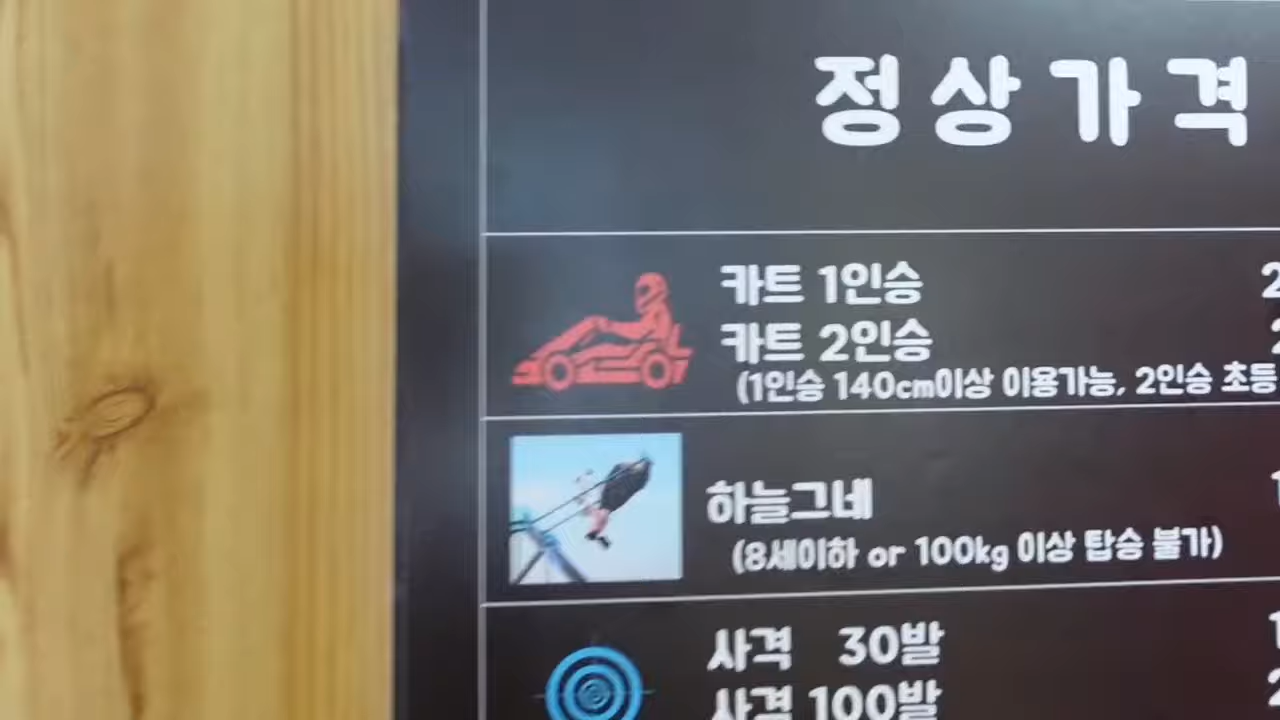 정상가격
카트 1인승
카트 2인승
(1인승 140cm이상 이용가능, 2인승 초등
하늘그네
(8세이하 or 100kg 이상 탑승 불가)
사격 30발
사격 100발